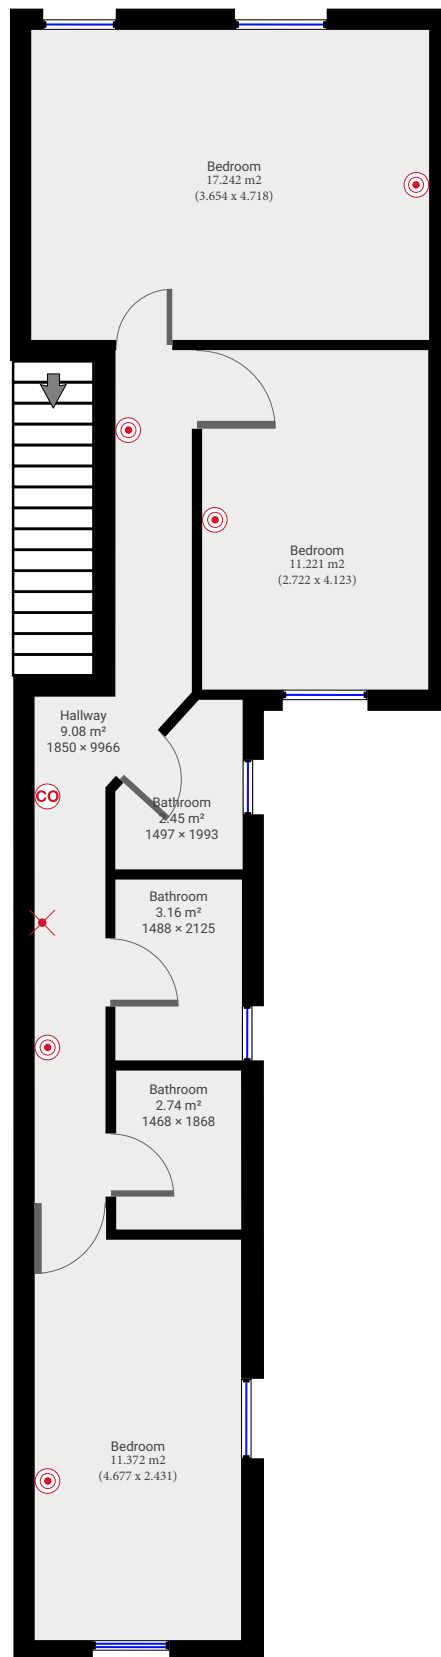 Bedroom
17.242 m2
(3.654 x 4.718)
Bedroom
11.221 m2
(2.722 x 4.123)
Hallway
9.08 m²
1850 × 9966
CO
Bathroom
2.45 m²
1497 × 1993
Bathroom
3.16 m²
1488 × 2125
Bathroom
2.74 m²
1468 × 1868
Bedroom
11.372 m2
(4.677 x 2.431)